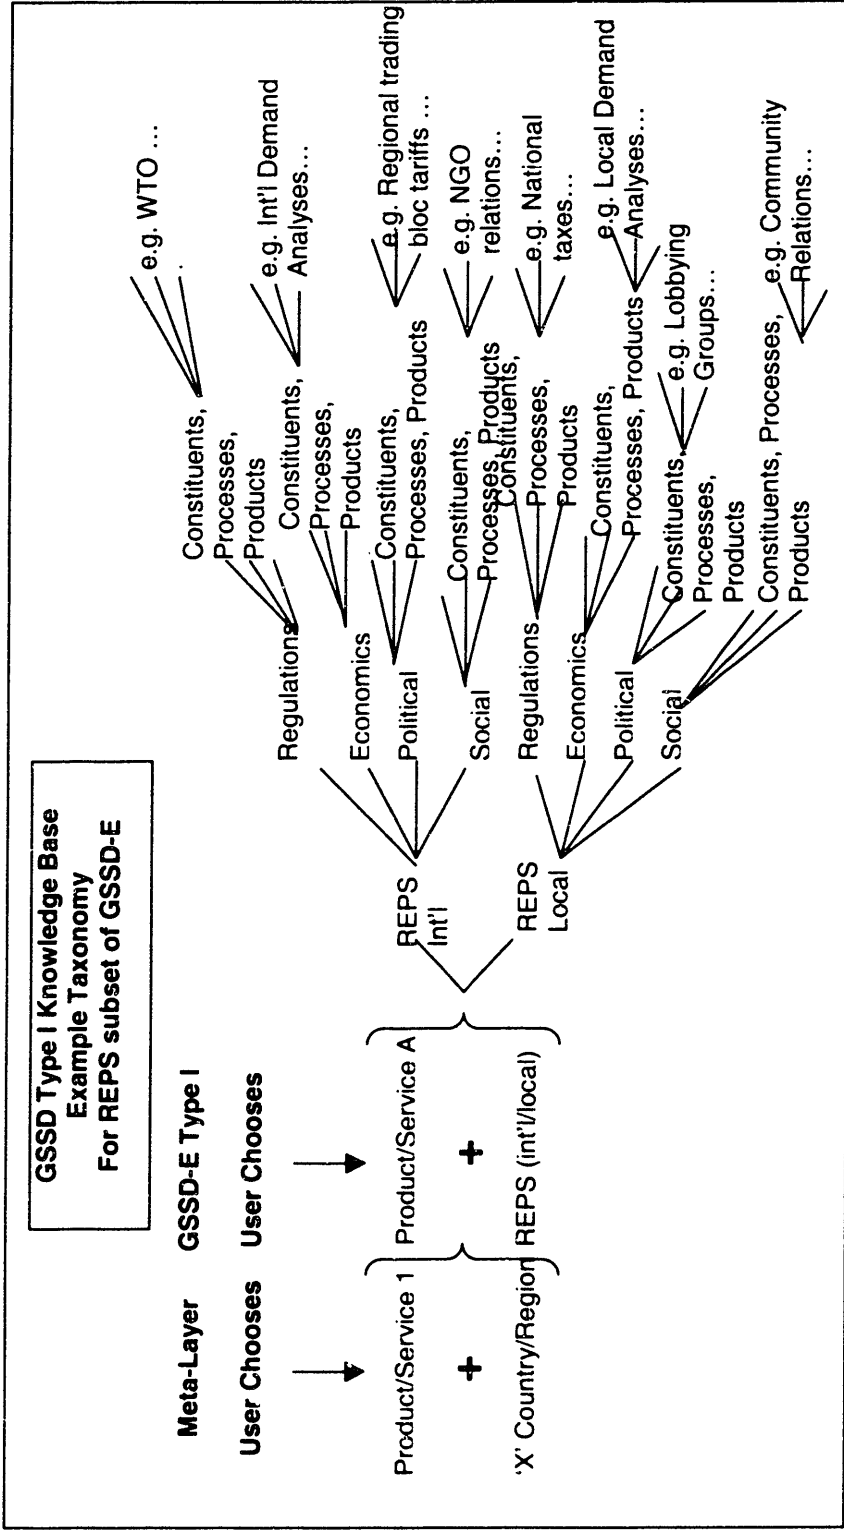 GSSD Type I Knowledge Base
Example Taxonomy
For REPS subset of GSSD-E
Meta-Layer
User Chooses
Product/Service 1
+
'X' Country/Region
GSSD-E Type I
User Chooses
Product/Service A
+
REPS (int'l/local)
REPS
Int'l
REPS
Local
Regulations
Economics
Political
Social
Regulations
Economics
Political
Social
Constituents,
Processes,
Products
Constituents,
Processes,
Products
Constituents,
Processes, Products
Constituents,
Processes, Products
Constituents,
Processes,
Products
Constituents,
Processes, Products
Constituents,
Processes,
Products
Constituents, Processes,
Products
e.g. WTO ...
.
e.g. Int'l Demand
Analyses...
e.g. Regional trading
bloc tariffs ...
e.g. NGO
relations...
e.g. National
taxes...
e.g. Local Demand
Analyses...
e.g. Lobbying
Groups...
e.g. Community
Relations...